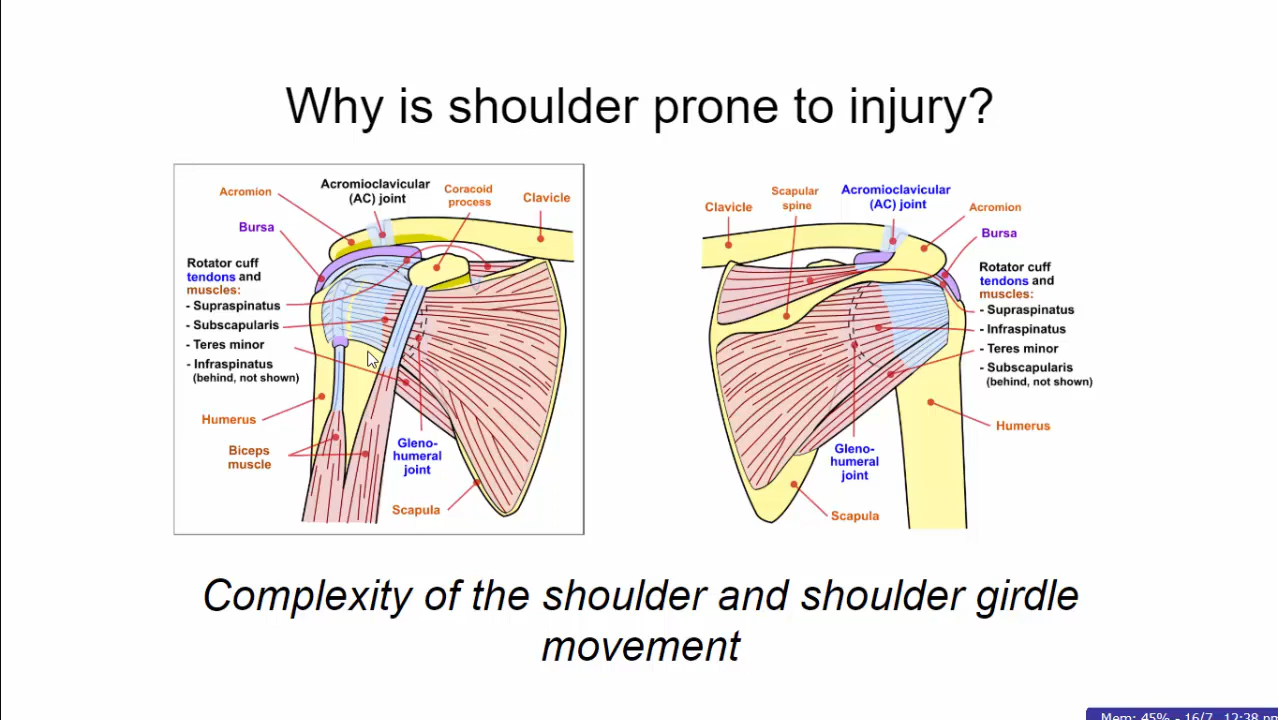 Why is shoulder prone to injury?
Acromion
Acromioclavicular
(AC) joint
Coracoid
process
Clavicle
Bursa
Rotator cuff
tendons and
muscles:
- Supraspinatus
- Subscapularis
- Teres minor
- Infraspinatus
(behind, not shown)
Humerus
Biceps
muscle
Gleno-
humeral
joint
Scapula
Clavicle
Scapular
spine
Acromioclavicular
(AC) joint
Acromion
Bursa
Rotator cuff
tendons and
muscles:
- Supraspinatus
- Infraspinatus
- Teres minor
- Subscapularis
(behind, not shown)
Humerus
Gleno-
humeral
joint
Scapula
Complexity of the shoulder and shoulder girdle
movement
Mem: 45% - 16/7, 12:38 pm